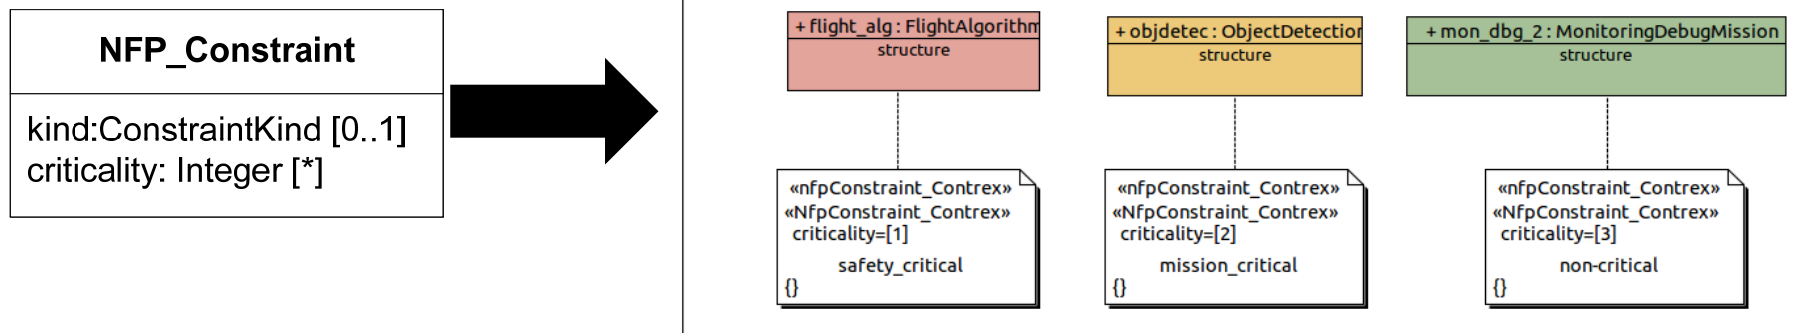 NFP_Constraint
kind:ConstraintKind [0..1]
criticality: Integer [*]
+ flight_alg : FlightAlgorithm
structure
«nfpConstraint_Contrex»
«NfpConstraint_Contrex»
criticality=[1]
safety_critical
{}
+ objdetec : ObjectDetection
structure
«nfpConstraint_Contrex»
«NfpConstraint_Contrex»
criticality=[2]
mission_critical
{}
+ mon_dbg_2 : MonitoringDebugMission
structure
«nfpConstraint_Contrex»
«NfpConstraint_Contrex»
criticality=[3]
non-critical
{}